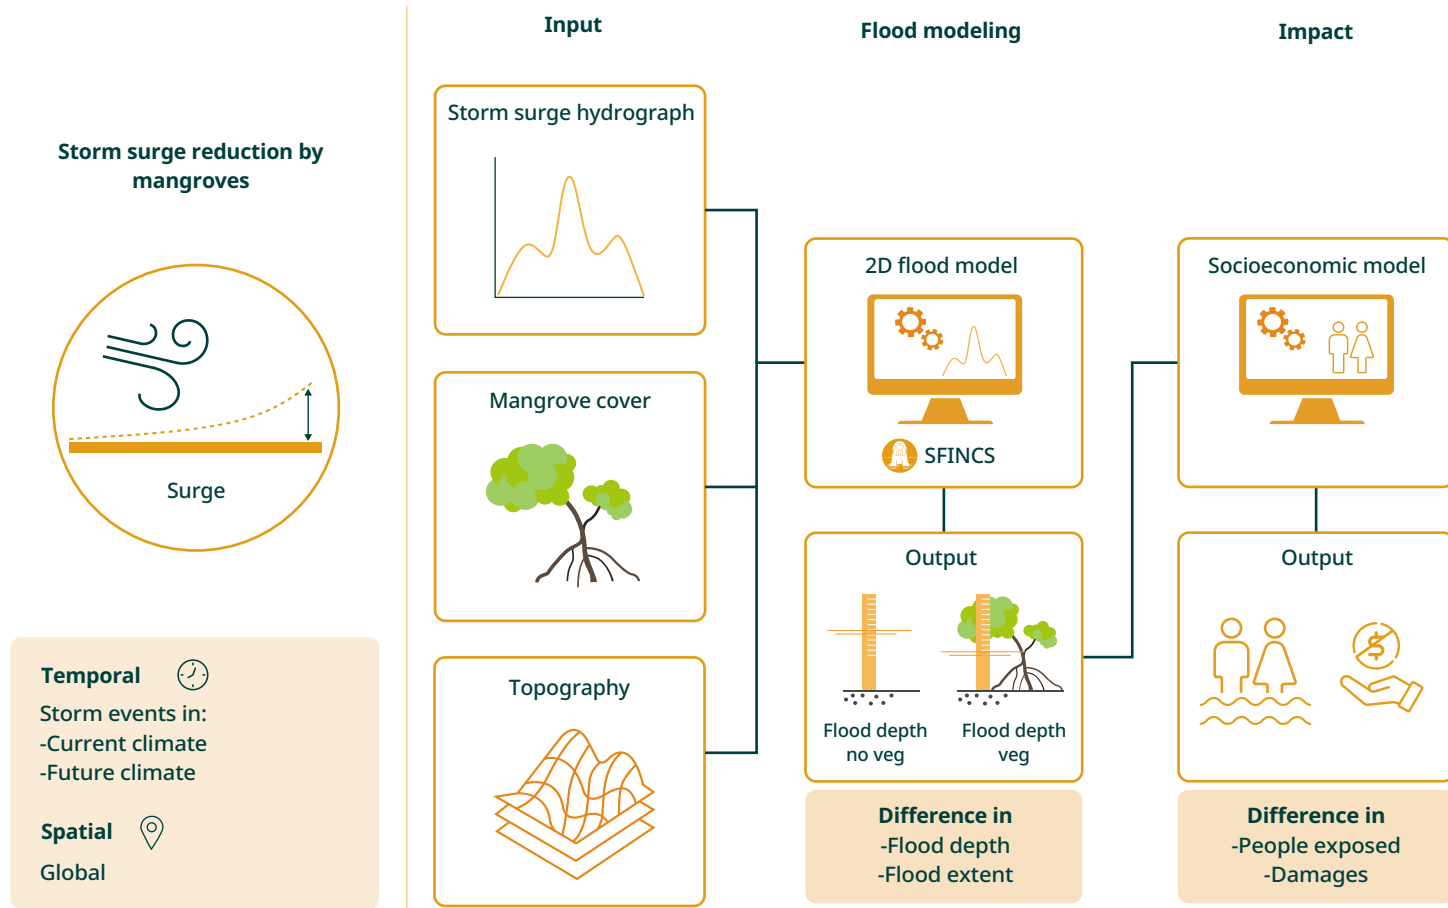 Storm surge reduction by
mangroves
Surge
Temporal
Storm events in:
-Current climate
-Future climate
Spatial
Global
Input
Storm surge hydrograph
Mangrove cover
Topography
Flood modeling
2D flood model
SFINCS
Output
Flood depth
no veg
Flood depth
veg
Difference in
-Flood depth
-Flood extent
Impact
Socioeconomic model
Output
$
Difference in
-People exposed
-Damages